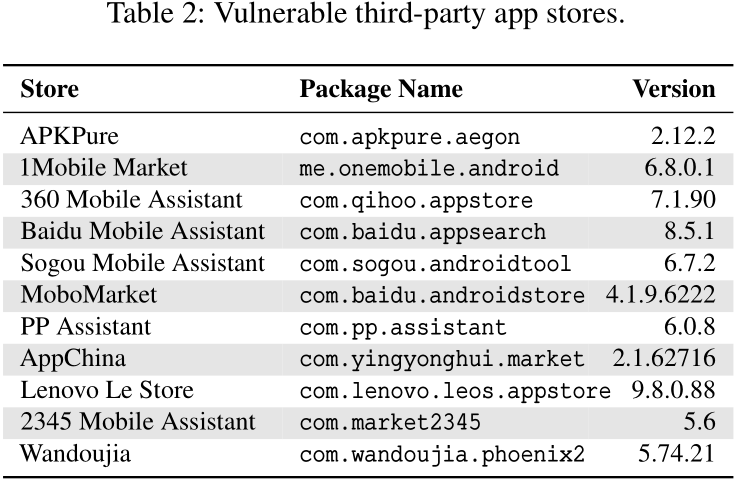 Table 2: Vulnerable third-party app stores.
Store Package Name Version
APKPure com.apkpure.aegon 2.12.2
1Mobile Market me.onemobile.android 6.8.0.1
360 Mobile Assistant com.qihoo.appstore 7.1.90
Baidu Mobile Assistant com.baidu.appsearch 8.5.1
Sogou Mobile Assistant com.sogou.androidtool 6.7.2
MoboMarket com.baidu.androidstore 4.1.9.6222
PP Assistant com.pp.assistant 6.0.8
AppChina com.yingyonghui.market 2.1.62716
Lenovo Le Store com.lenovo.leos.appstore 9.8.0.88
2345 Mobile Assistant com.market2345 5.6
Wandoujia com.wandoujia.phoenix2 5.74.21